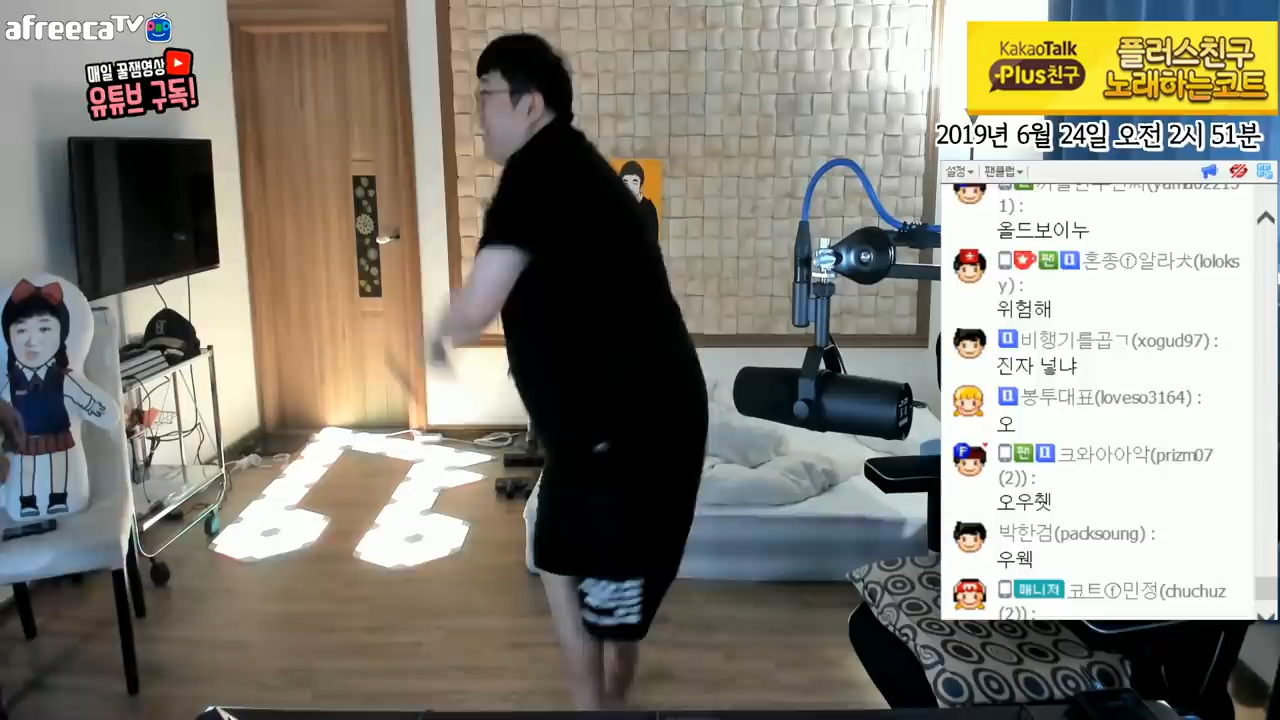 afreecaTV
매일 꿀잼영상
유튜브 구독!
KakaoTalk
Plus친구
플러스친구
노래하는코트
2019년 6월 24일 오전 2시 51분
설정 팬클럽
1) :
올드보이누
팬 혼종ⓕ알라犬(loloks
y) :
위험해
비행기를곱ㄱ(xogud97) :
진자 넣냐
봉투대표(loveso3164) :
오
팬 크와아아악(prizm07
(2)) :
오우췟
박한검(packsoung) :
우웩
매니저 코트ⓕ민정(chuchuz
(2)) :